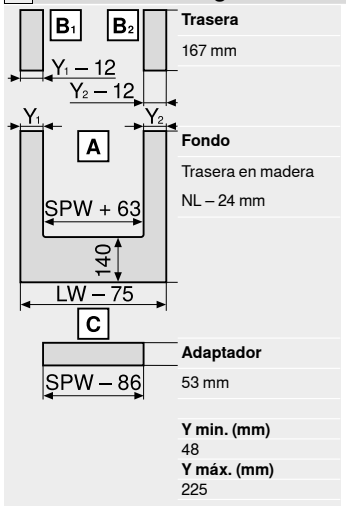 B1
B2
Trasera
167 mm
Y1 – 12
Y2 – 12
Y1
Y2
A
Fondo
Trasera en madera
NL – 24 mm
SPW + 63
140
LW – 75
C
Adaptador
SPW – 86
53 mm
Y min. (mm)
48
Y máx. (mm)
225